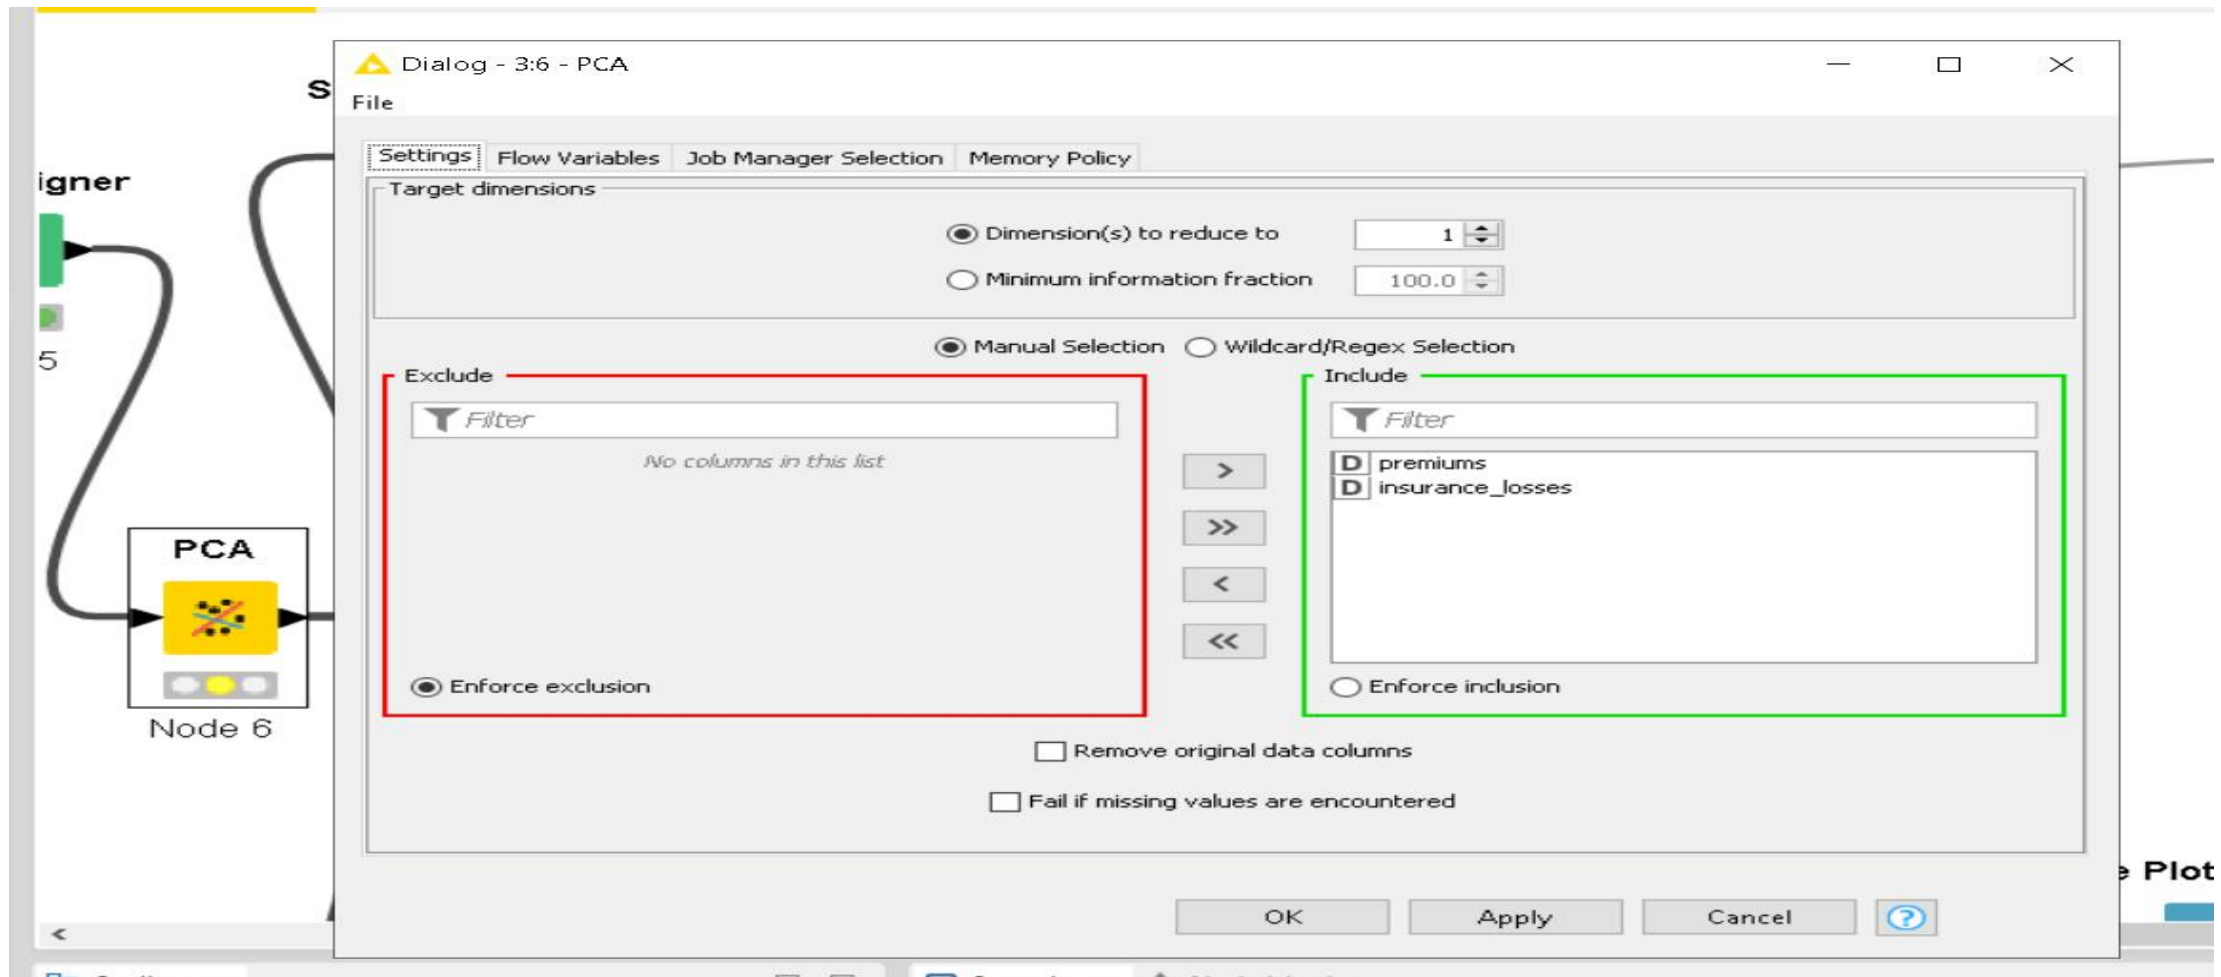 Dialog - 3:6 - PCA
S
File
Settings Flow Variables Job Manager Selection Memory Policy
igner
Target dimensions
Dimension(s) to reduce to 1
Minimum information fraction 100.0
Manual Selection Wildcard/Regex Selection
5
Exclude Include
Filter Filter
No columns in this list
D premiums
D insurance_losses
>
>>
<
<<
PCA
Enforce exclusion Enforce inclusion
Node 6
Remove original data columns
Fail if missing values are encountered
e Plot
OK Apply Cancel ?
<